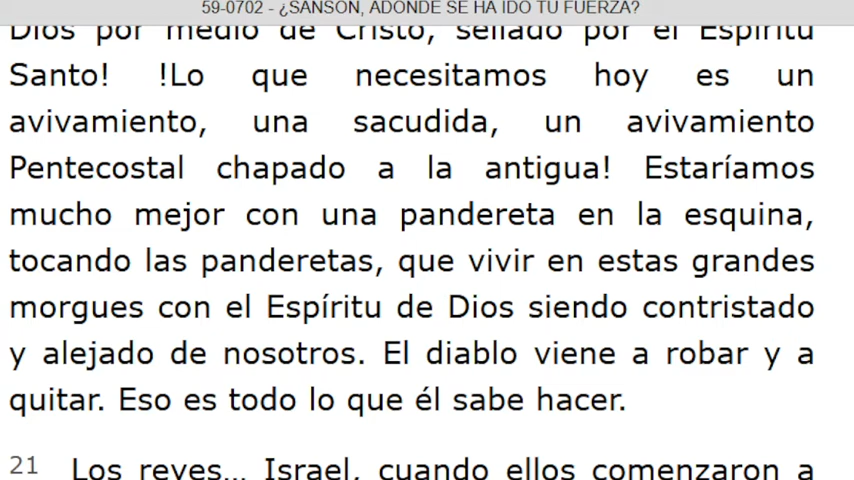 59-0702 - ¿SANSÓN, ADÓNDE SE HA IDO TU FUERZA?
Dios por medio de Cristo, sellado por el Espíritu
Santo! !Lo que necesitamos hoy es un
avivamiento, una sacudida, un avivamiento
Pentecostal chapado a la antigua! Estaríamos
mucho mejor con una pandereta en la esquina,
tocando las panderetas, que vivir en estas grandes
morgues con el Espíritu de Dios siendo contristado
y alejado de nosotros. El diablo viene a robar y a
quitar. Eso es todo lo que él sabe hacer.
21 Los reyes… Israel, cuando ellos comenzaron a